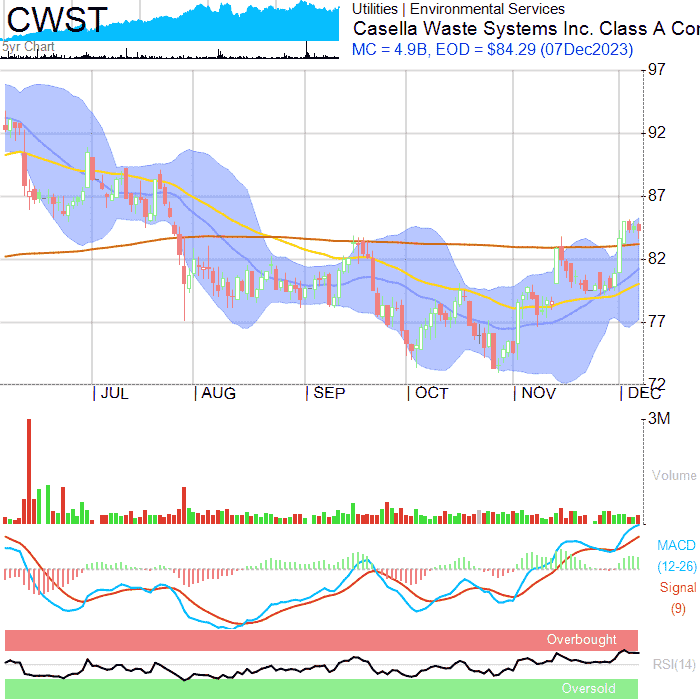 CWST
5yr Chart
Utilities | Environmental Services
Casella Waste Systems Inc. Class A Cor
MC = 4.9B, EOD = $84.29 (07Dec2023)
97
92
87
82
77
72
JUL AUG SEP OCT NOV DEC
3M
Volume
MACD
(12-26)
Signal
(9)
Overbought
RSI(14)
Oversold